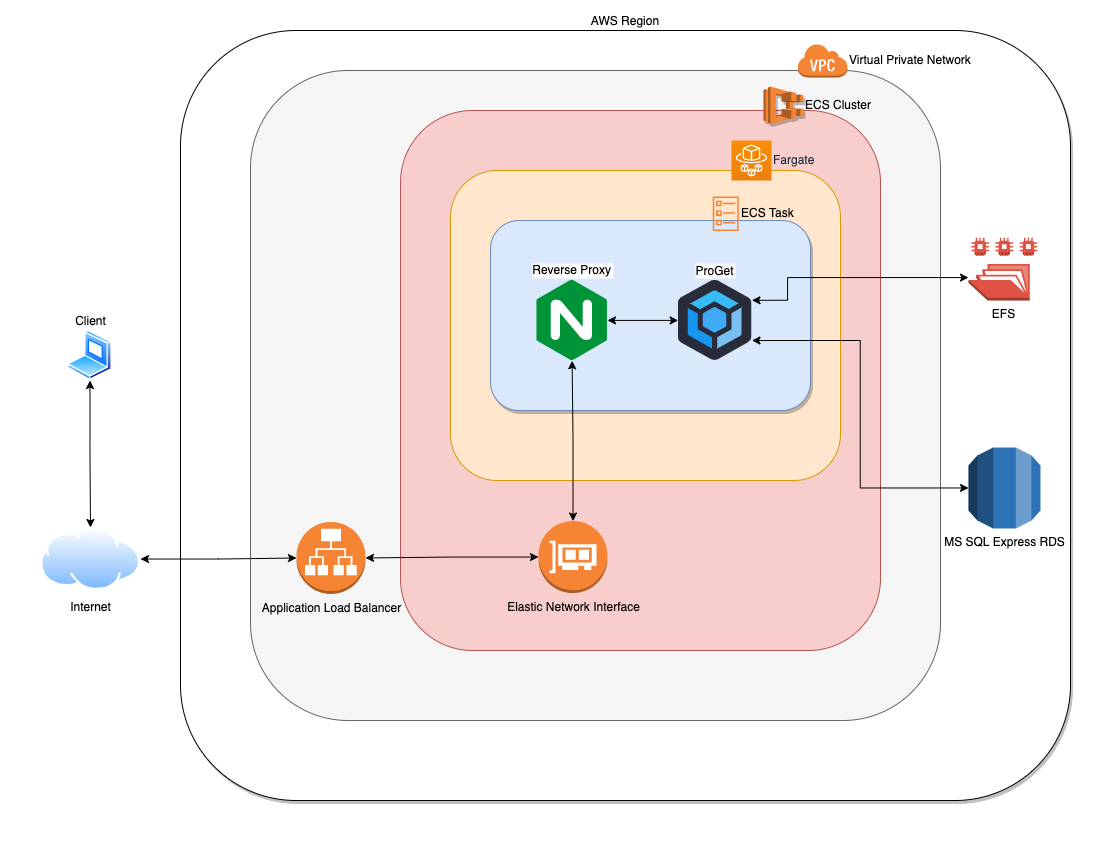 AWS Region
VPC
Virtual Private Network
ECS Cluster
Fargate
ECS Task
Reverse Proxy
ProGet
N
EFS
Client
MS SQL Express RDS
Internet
Application Load Balancer
Elastic Network Interface